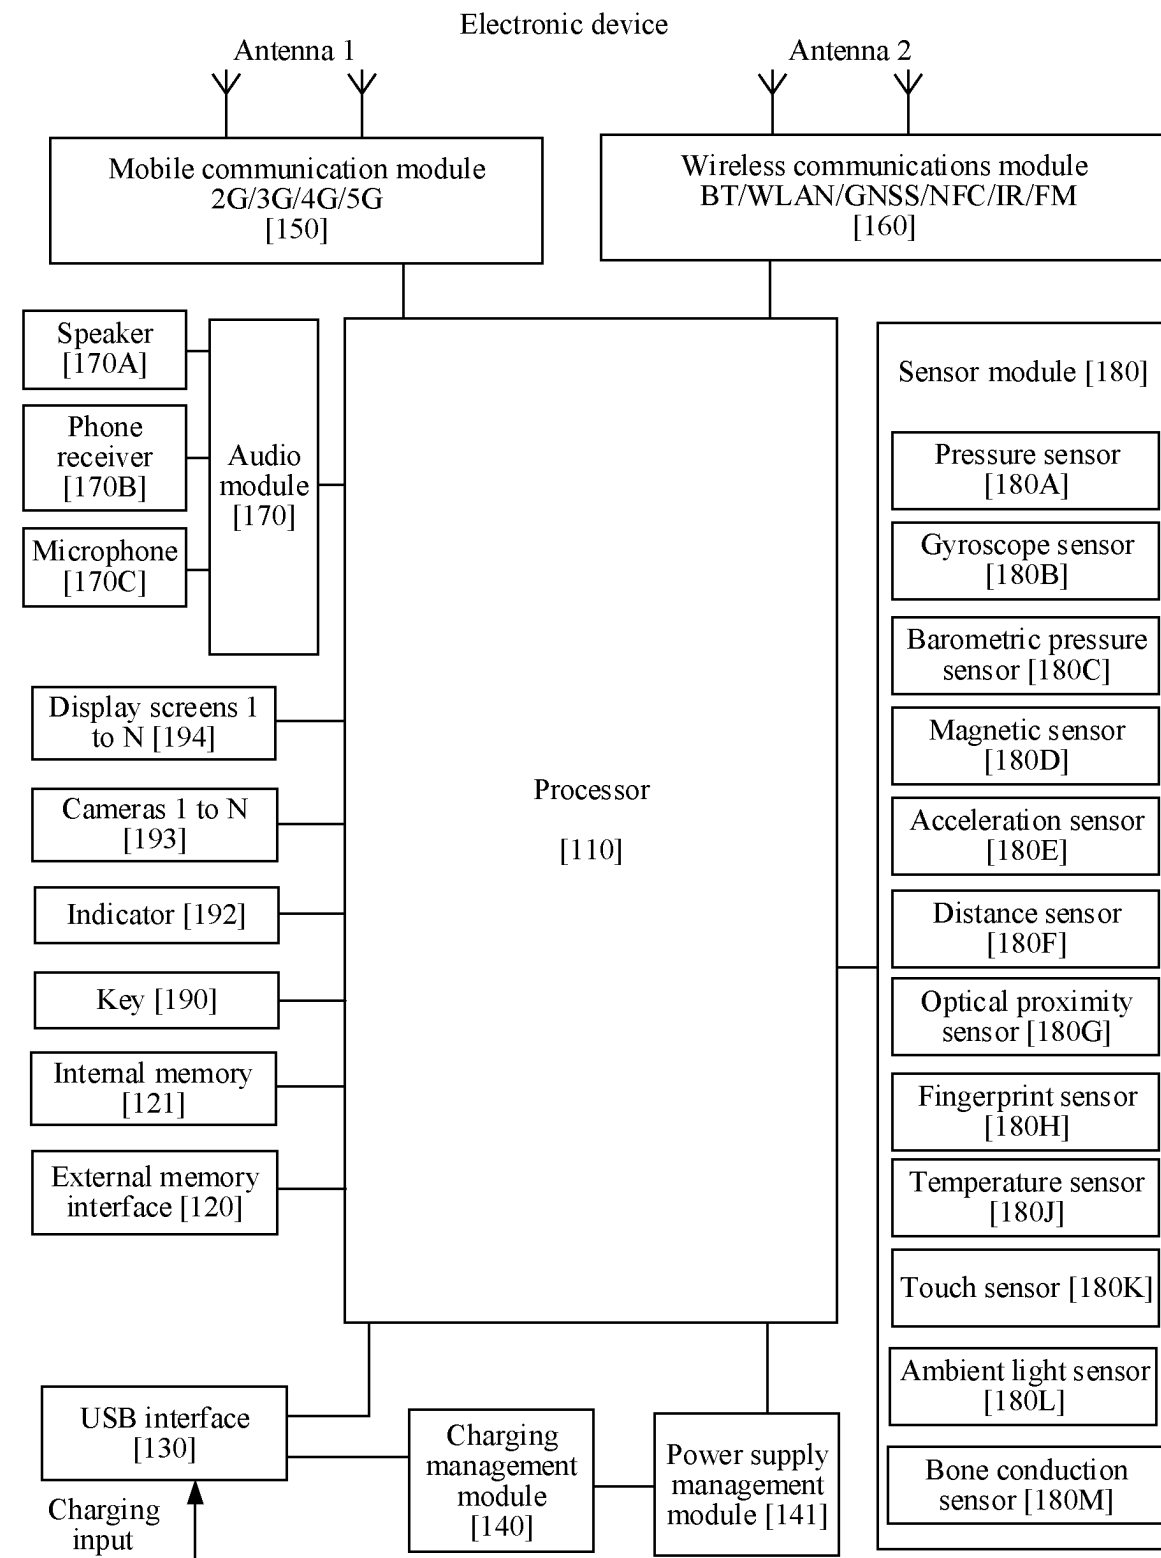 Electronic device
Antenna 1
Antenna 2
Mobile communication module
2G/3G/4G/5G
[150]
Wireless communications module
BT/WLAN/GNSS/NFC/IR/FM
[160]
Speaker
[170A]
Phone
receiver
[170B]
Microphone
[170C]
Audio
module
[170]
Display screens 1
to N [194]
Cameras 1 to N
[193]
Indicator [192]
Key [190]
Internal memory
[121]
External memory
interface [120]
Processor
[110]
Sensor module [180]
Pressure sensor
[180A]
Gyroscope sensor
[180B]
Barometric pressure
sensor [180C]
Magnetic sensor
[180D]
Acceleration sensor
[180E]
Distance sensor
[180F]
Optical proximity
sensor [180G]
Fingerprint sensor
[180H]
Temperature sensor
[180J]
Touch sensor [180K]
Ambient light sensor
[180L]
Bone conduction
sensor [180M]
USB interface
[130]
Charging
input
Charging
management
module
[140]
Power supply
management
module [141]